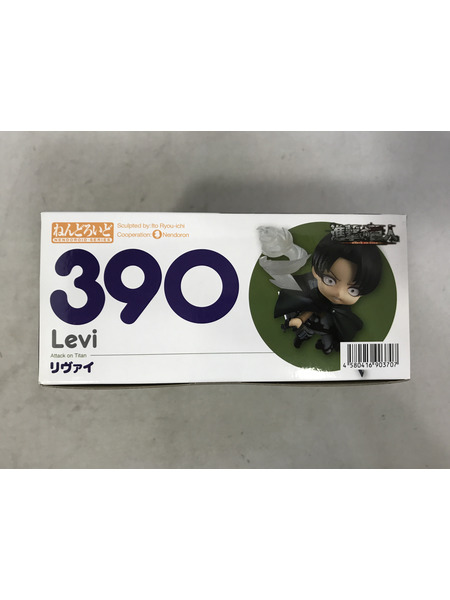 ねんどろいど
NENDOROID SERIES
Sculpted by: Ito Ryou-ichi
Cooperation: Nendoron
390
Levi
Attack on Titan
リヴァイ
進撃の巨人
4 580416 903707